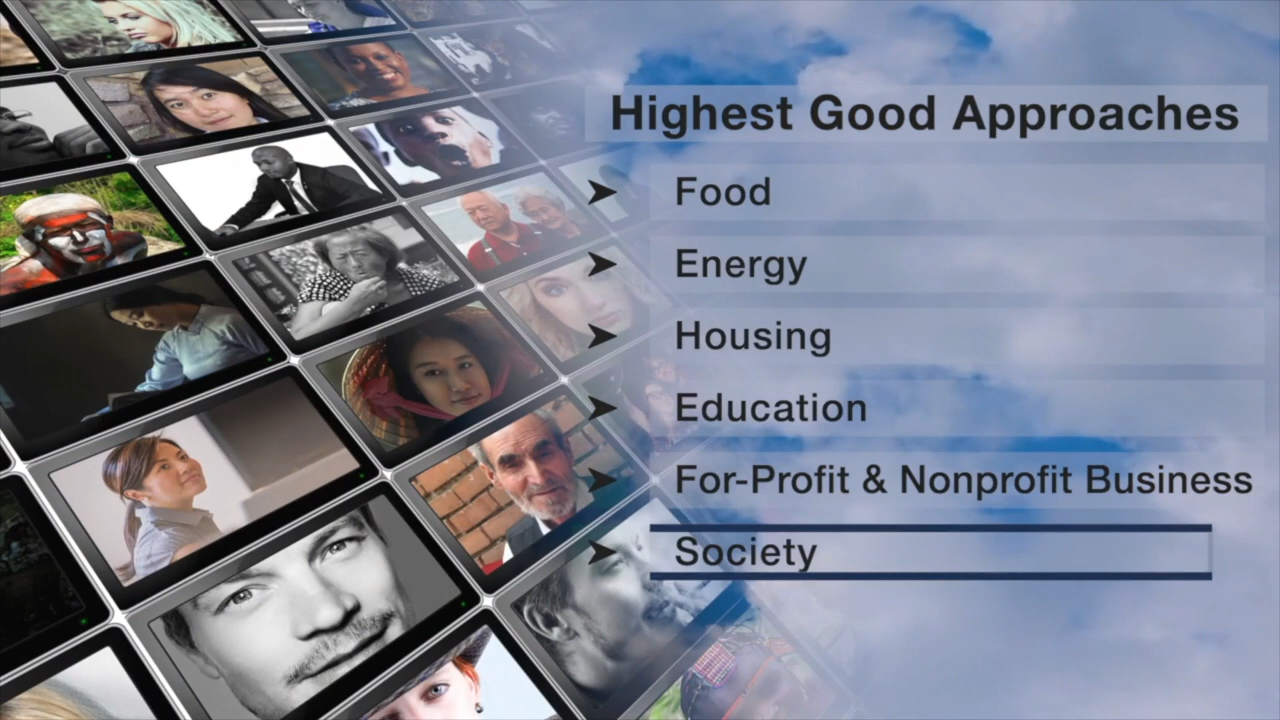 Highest Good Approaches
Food
Energy
Housing
Education
For-Profit & Nonprofit Business
Society